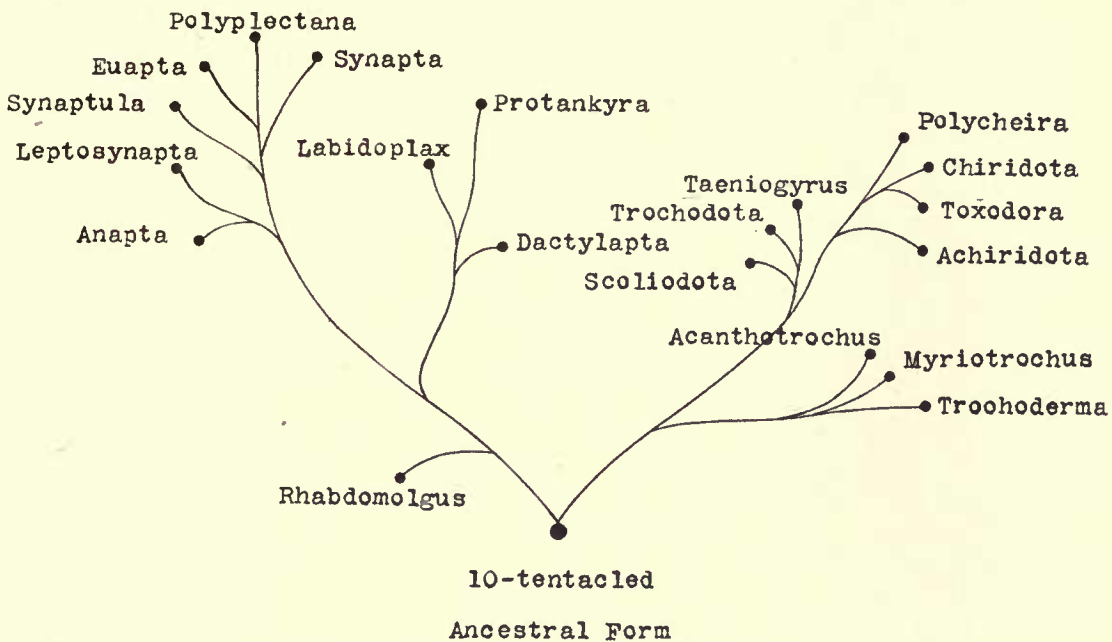 Polyplectana
Euapta
Synapta
Synaptula
Protankyra
Leptosynapta
Labidoplax
Polycheira
Chiridota
Taeniogyrus
Trochodota
Toxodora
Anapta
Dactylapta
Scoliodota
Achiridota
Acanthotrochus
Myriotrochus
Troohoderma
Rhabdomolgus
10-tentacled
Ancestral Form